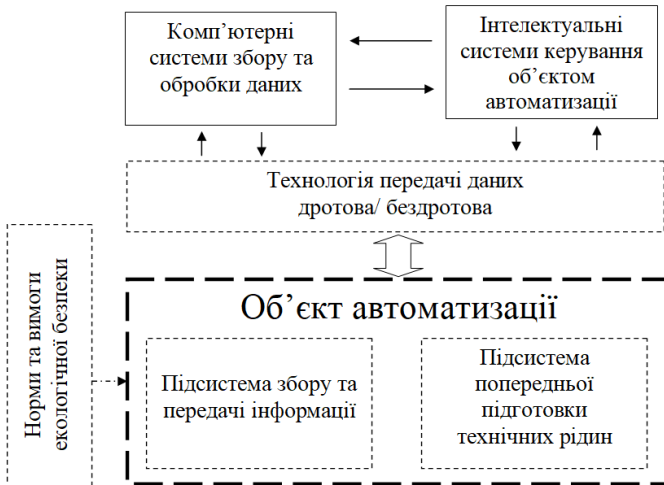 Комп’ютерні
системи збору та
обробки даних
Інтелектуальні
системи керування
об’єктом
автоматизації
Технологія передачі даних
дротова/ бездротова
Норми та вимоги
екологічної безпеки
Об’єкт автоматизації
Підсистема збору та
передачі інформації
Підсистема
попередньої
підготовки
технічних рідин